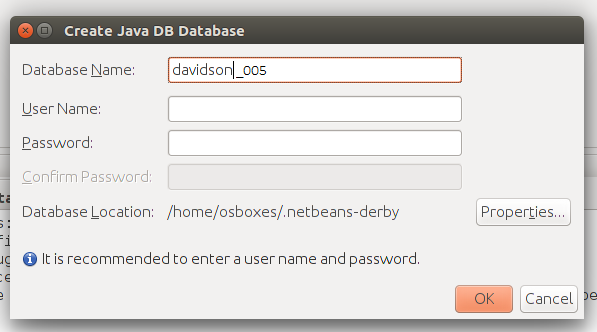 Create Java DB Database
Database Name: davidson_005
User Name:
Password:
Confirm Password:
Database Location: /home/osboxes/.netbeans-derby Properties...
It is recommended to enter a user name and password.
OK Cancel